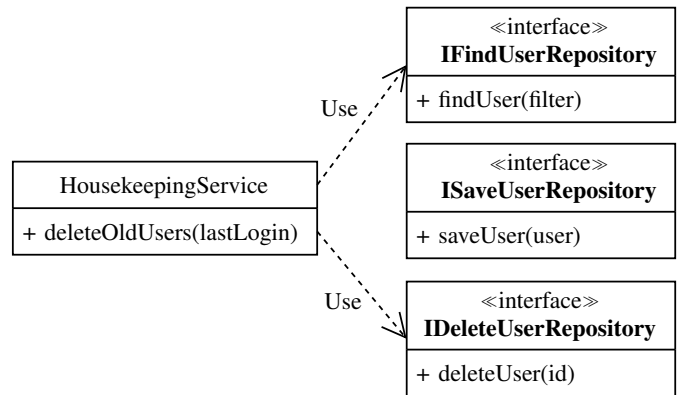 ≪interface≫
IFindUserRepository
+ findUser(filter)
Use
HousekeepingService
+ deleteOldUsers(lastLogin)
≪interface≫
ISaveUserRepository
+ saveUser(user)
Use
≪interface≫
IDeleteUserRepository
+ deleteUser(id)